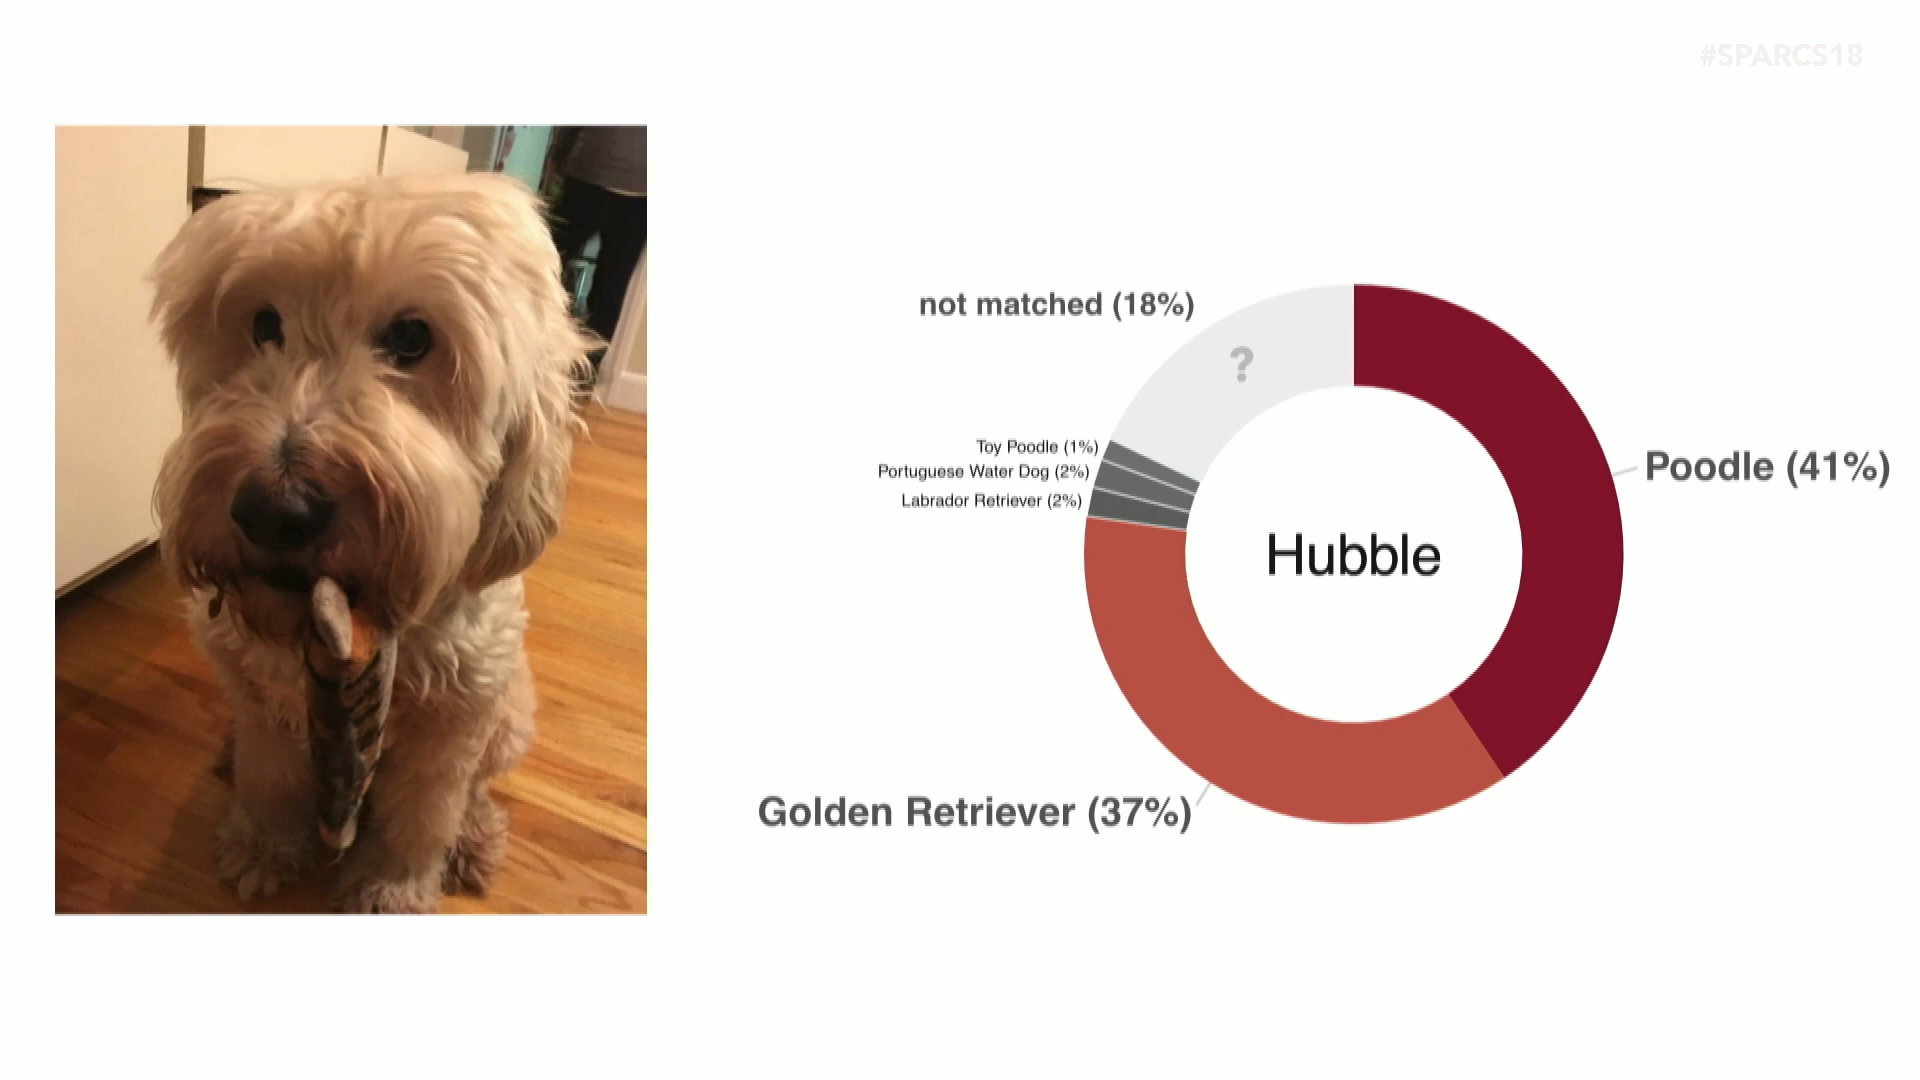 #SPARCS18
not matched (18%)
?
Toy Poodle (1%)
Portuguese Water Dog (2%)
Labrador Retriever (2%)
Poodle (41%)
Hubble
Golden Retriever (37%)